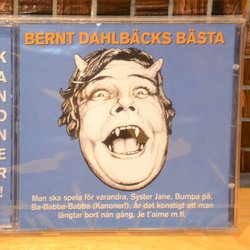 BERNT DAHLBÄCKS BÄSTA
KANONER!
Man ska spela för varandra, Syster Jane, Bumpa på,
Ba-Babba-Babba (Kanoner!), Är det konstigt att man
längtar bort nån gång, Je t'aime m.fl.